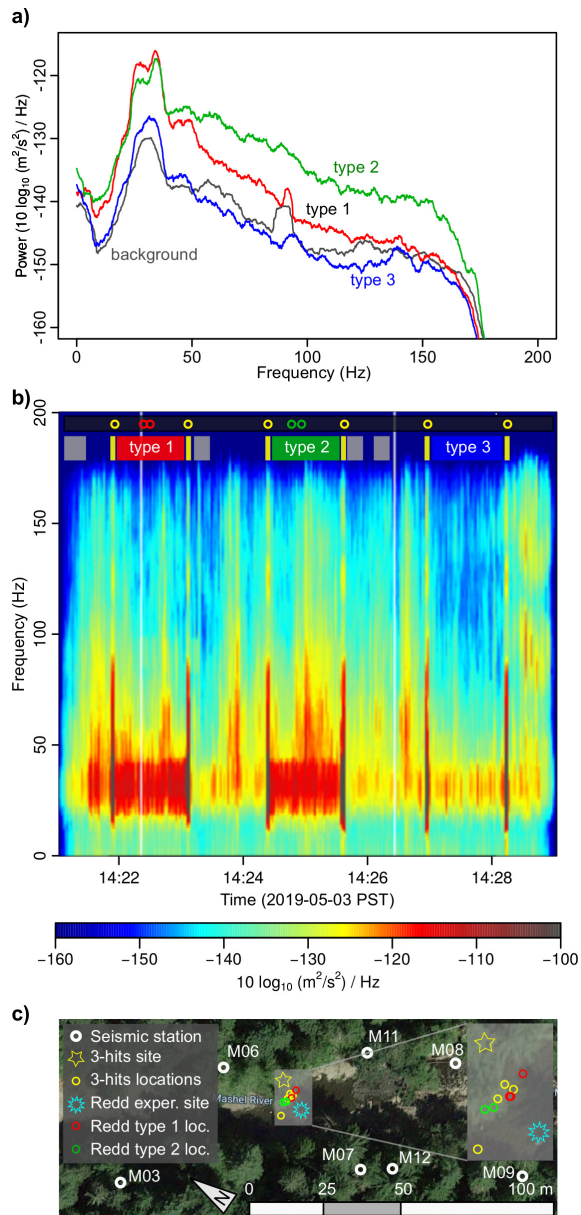 a)
Power (10 log10 (m²/s²) / Hz)
-120
-130
-140
-150
-160
type 2
type 1
background
type 3
0 50 100 150 200
Frequency (Hz)
b)
200
150
100
50
0
Frequency (Hz)
type 1 type 2 type 3
14:22 14:24 14:26 14:28
Time (2019-05-03 PST)
−160 −150 −140 −130 −120 −110 −100
10 log10 (m²/s²) / Hz
c)
Seismic station
3-hits site
3-hits locations
Redd exper. site
Redd type 1 loc.
Redd type 2 loc.
M06
M11
M08
Mashel River
M03
M07
M12
M09
N
0 25 50 100 m